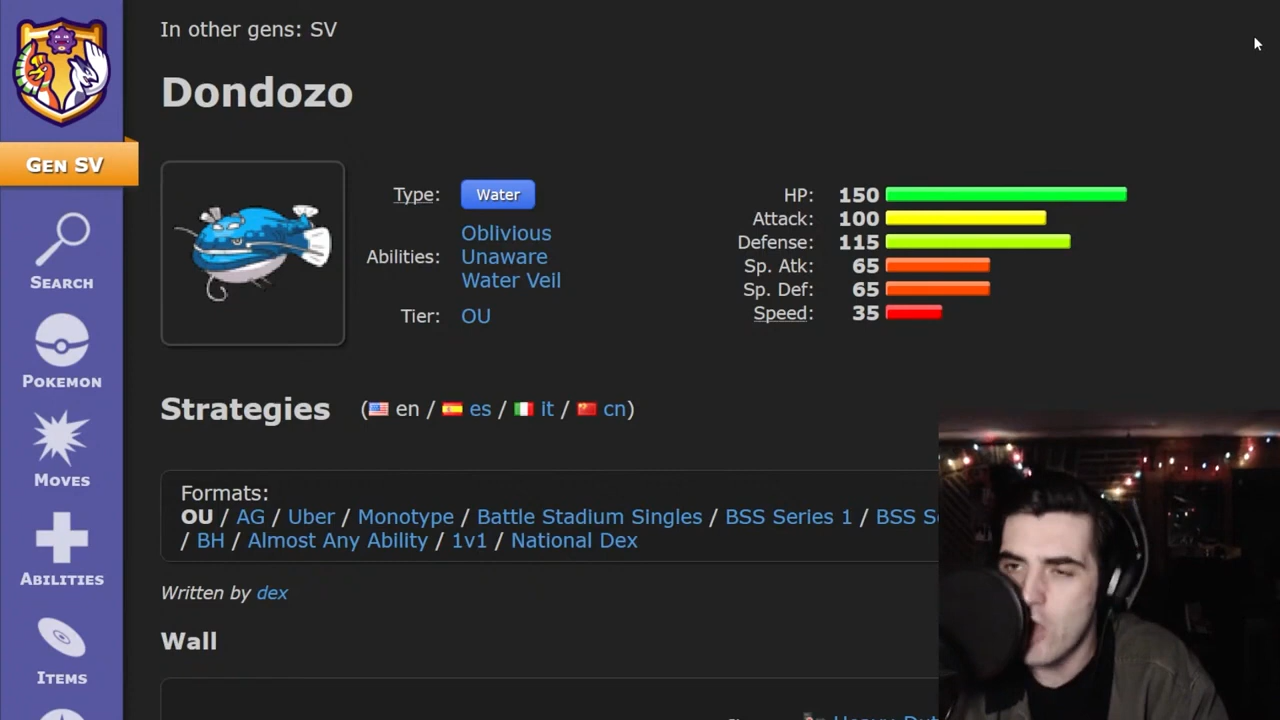 In other gens: SV
Dondozo
GEN SV
Type: Water
Abilities: Oblivious
Unaware
Water Veil
Tier: OU
HP: 150
Attack: 100
Defense: 115
Sp. Atk: 65
Sp. Def: 65
Speed: 35
SEARCH
POKEMON
MOVES
ABILITIES
ITEMS
Strategies (en / es / it / cn)
Formats:
OU / AG / Uber / Monotype / Battle Stadium Singles / BSS Series 1 / BSS
/ BH / Almost Any Ability / 1v1 / National Dex
Written by dex
Wall